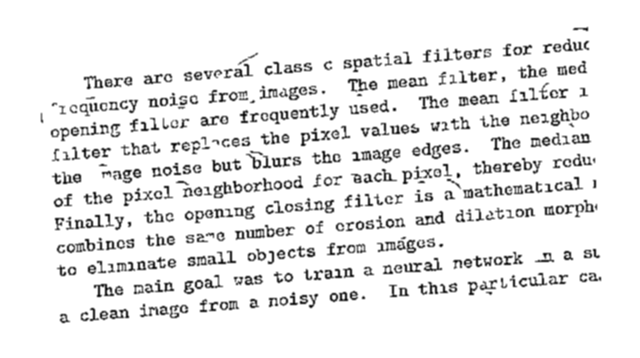 There are several class c spatial filters for reduc
frequency noise from images. The mean filter, the med
opening filter are frequently used. The mean filter i
filter that replaces the pixel values with the neighbo
the image noise but blurs the image edges. The median
of the pixel neighborhood for each pixel, thereby redu
Finally, the opening closing filter is a mathematical
combines the same number of erosion and dilation morph
to eliminate small objects from images.
The main goal was to train a neural network in a su
a clean image from a noisy one. In this particular ca